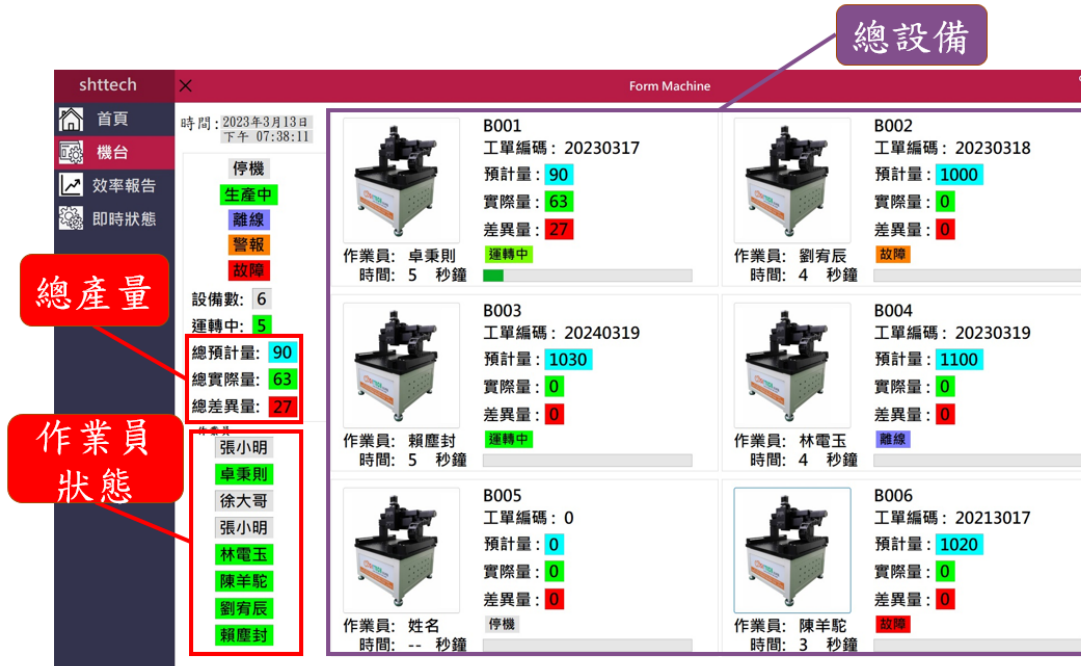 總設備
shttech
Form Machine
首頁
機台
效率報告
即時狀態
時間: 2023年3月13日
下午 07:38:11
停機
生產中
離線
警報
故障
設備數: 6
運轉中: 5
總預計量: 90
總實際量: 63
總差異量: 27
總產量
作業員
狀態
作業員
張小明
卓秉則
徐大哥
張小明
林電玉
陳羊駝
劉宥辰
賴塵封
B001
工單編碼: 20230317
預計量: 90
實際量: 63
差異量: 27
作業員: 卓秉則 運轉中
時間: 5 秒鐘
B002
工單編碼: 20230318
預計量: 1000
實際量: 0
差異量: 0
作業員: 劉宥辰 故障
時間: 4 秒鐘
B003
工單編碼: 20240319
預計量: 1030
實際量: 0
差異量: 0
作業員: 賴塵封 運轉中
時間: 5 秒鐘
B004
工單編碼: 20230319
預計量: 1100
實際量: 0
差異量: 0
作業員: 林電玉 離線
時間: 4 秒鐘
B005
工單編碼: 0
預計量: 0
實際量: 0
差異量: 0
作業員: 姓名 停機
時間: -- 秒鐘
B006
工單編碼: 20213017
預計量: 1020
實際量: 0
差異量: 0
作業員: 陳羊駝 故障
時間: 3 秒鐘